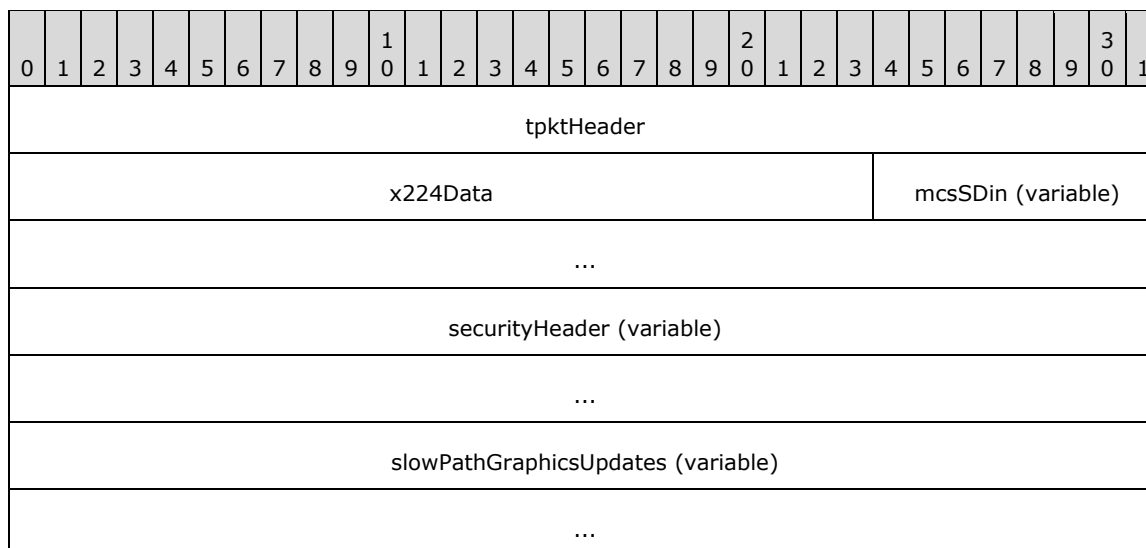 1 2 3
0 1 2 3 4 5 6 7 8 9 0 1 2 3 4 5 6 7 8 9 0 1 2 3 4 5 6 7 8 9 0 1
tpktHeader
x224Data mcsSDin (variable)
...
securityHeader (variable)
...
slowPathGraphicsUpdates (variable)
...